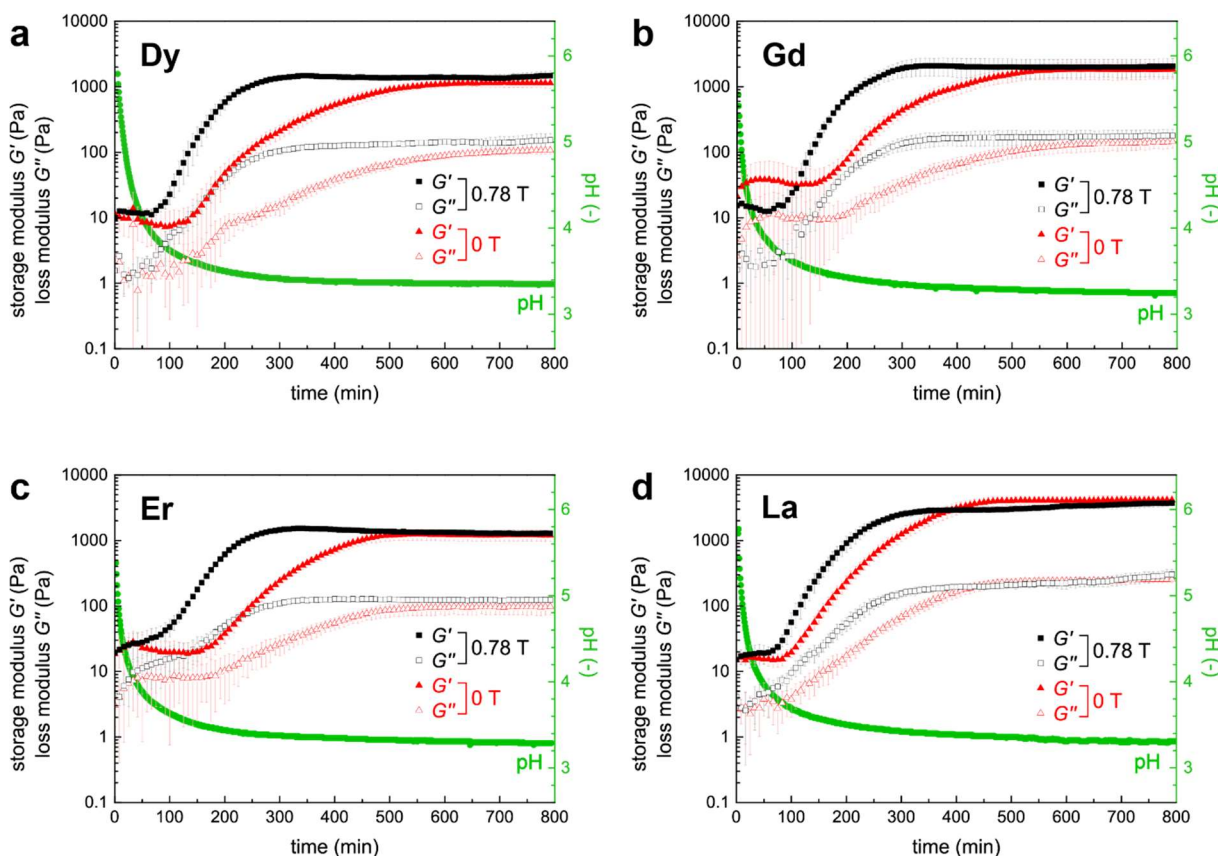 a
Dy
storage modulus G′ (Pa)
loss modulus G″ (Pa)
10000
1000
100
10
1
0.1
0 100 200 300 400 500 600 700 800
time (min)
6
5
4
3
pH (-)
G′
G″
0.78 T
G′
G″
0 T
pH
b
Gd
storage modulus G′ (Pa)
loss modulus G″ (Pa)
10000
1000
100
10
1
0.1
0 100 200 300 400 500 600 700 800
time (min)
6
5
4
3
pH (-)
G′
G″
0.78 T
G′
G″
0 T
pH
c
Er
storage modulus G′ (Pa)
loss modulus G″ (Pa)
10000
1000
100
10
1
0.1
0 100 200 300 400 500 600 700 800
time (min)
6
5
4
3
pH (-)
G′
G″
0.78 T
G′
G″
0 T
pH
d
La
storage modulus G′ (Pa)
loss modulus G″ (Pa)
10000
1000
100
10
1
0.1
0 100 200 300 400 500 600 700 800
time (min)
6
5
4
3
pH (-)
G′
G″
0.78 T
G′
G″
0 T
pH